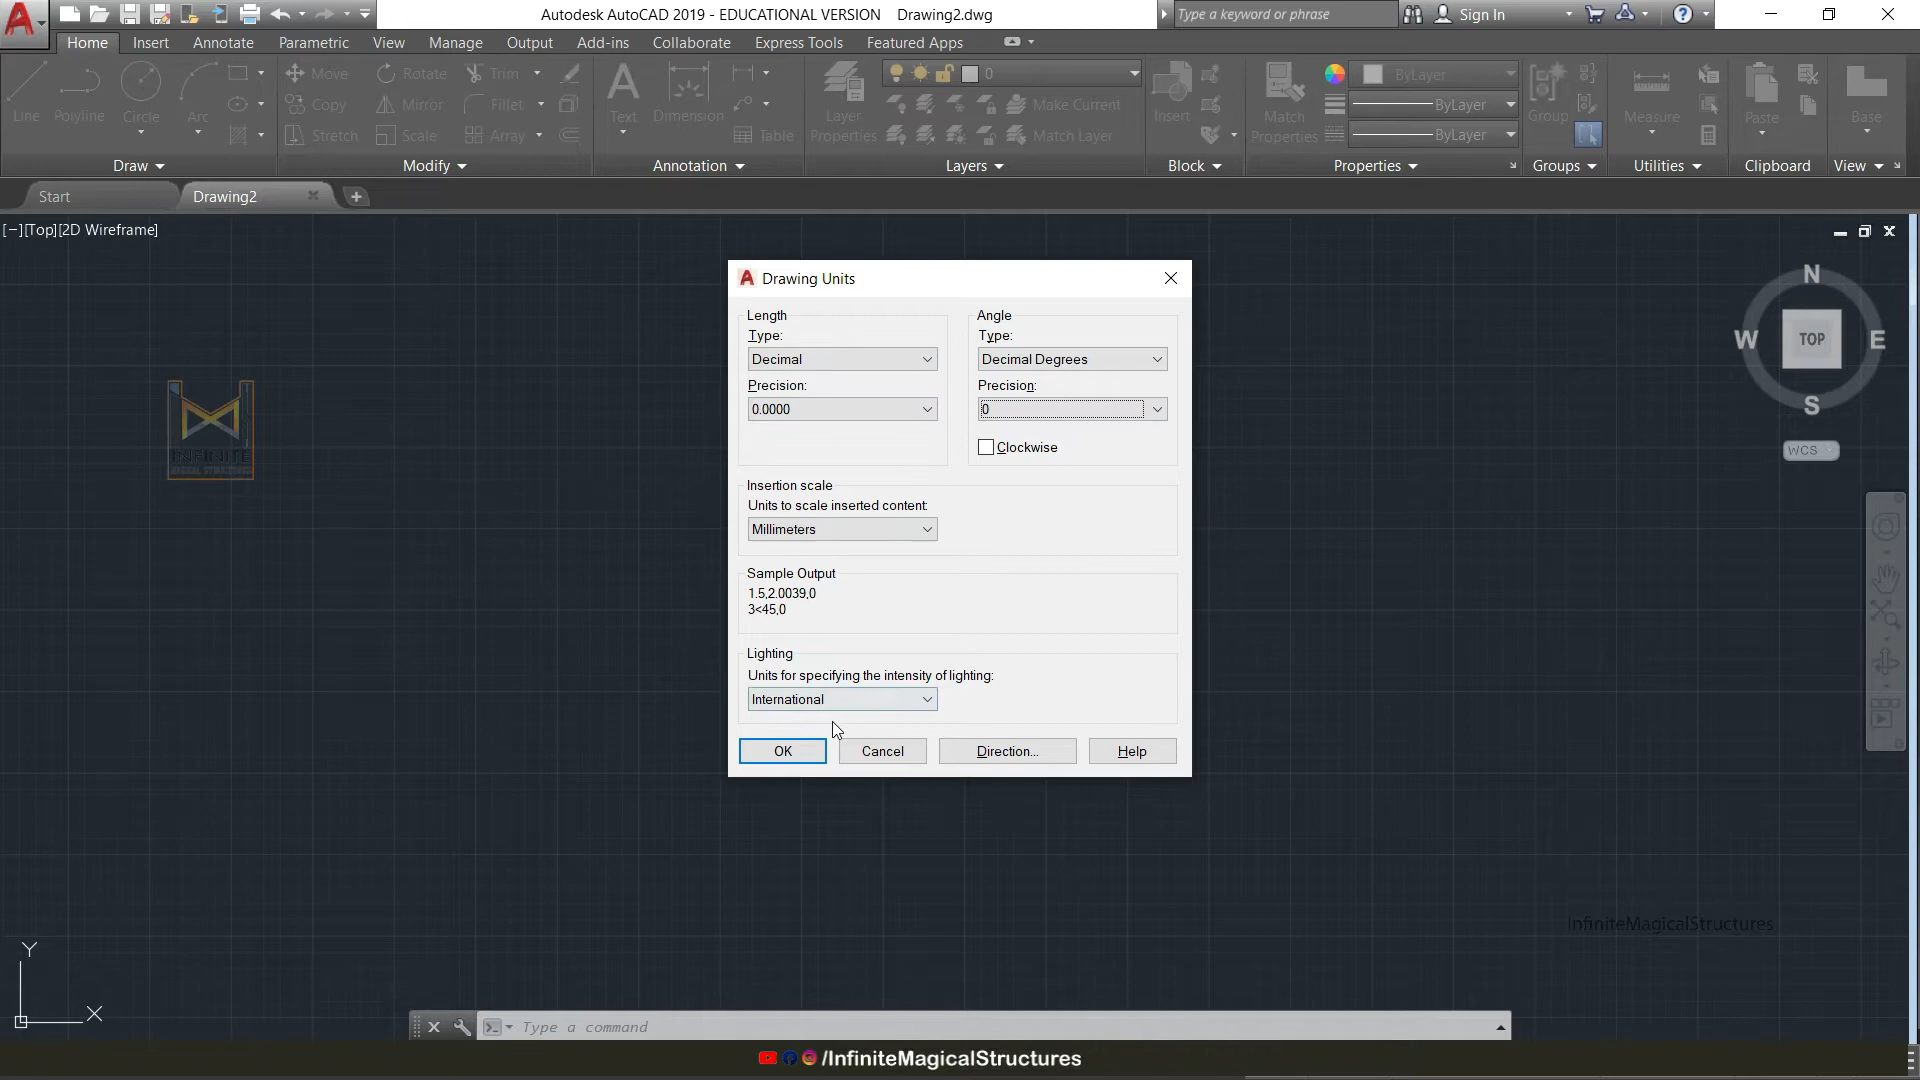 Autodesk AutoCAD 2019 - EDUCATIONAL VERSION Drawing2.dwg
Type a keyword or phrase
Sign In
Home Insert Annotate Parametric View Manage Output Add-ins Collaborate Express Tools Featured Apps
Line Polyline Circle Arc
Move Rotate Trim
Copy Mirror Fillet
Stretch Scale Array
Text Dimension Table
Layer Properties
0
Make Current
Match Layer
Insert
Match Properties
ByLayer
ByLayer
ByLayer
Group
Measure
Paste
Base
Draw Modify Annotation Layers Block Properties Groups Utilities Clipboard View
Start Drawing2
[−][Top][2D Wireframe]
INFINITE
MAGICAL STRUCTURES
Drawing Units
Length
Type:
Decimal
Precision:
0.0000
Angle
Type:
Decimal Degrees
Precision:
0
Clockwise
Insertion scale
Units to scale inserted content:
Millimeters
Sample Output
1.5,2.0039,0
3<45,0
Lighting
Units for specifying the intensity of lighting:
International
OK Cancel Direction... Help
N
W TOP E
S
WCS
InfiniteMagicalStructures
Y
X
Type a command
/InfiniteMagicalStructures